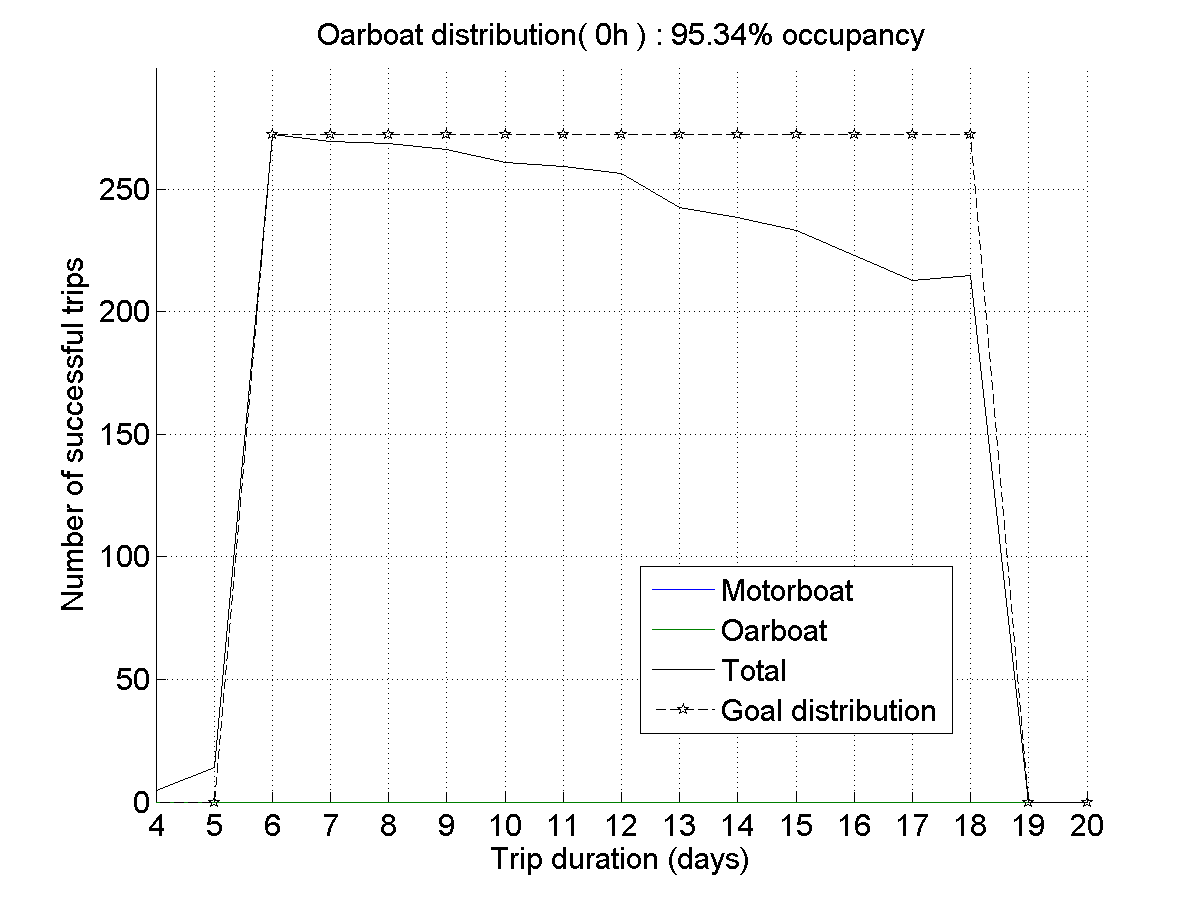 Oarboat distribution( 0h ) : 95.34% occupancy
Number of successful trips
250
200
150
100
50
0
Motorboat
Oarboat
Total
Goal distribution
4 5 6 7 8 9 10 11 12 13 14 15 16 17 18 19 20
Trip duration (days)